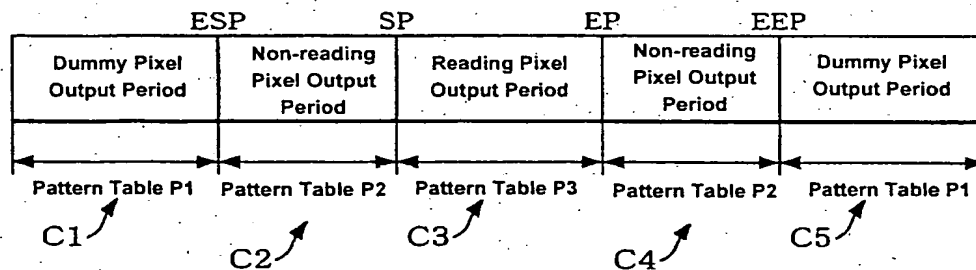 ESP SP EP EEP
Dummy Pixel Output Period
Non-reading Pixel Output Period
Reading Pixel Output Period
Non-reading Pixel Output Period
Dummy Pixel Output Period
Pattern Table P1 Pattern Table P2 Pattern Table P3 Pattern Table P2 Pattern Table P1
C1 C2 C3 C4 C5